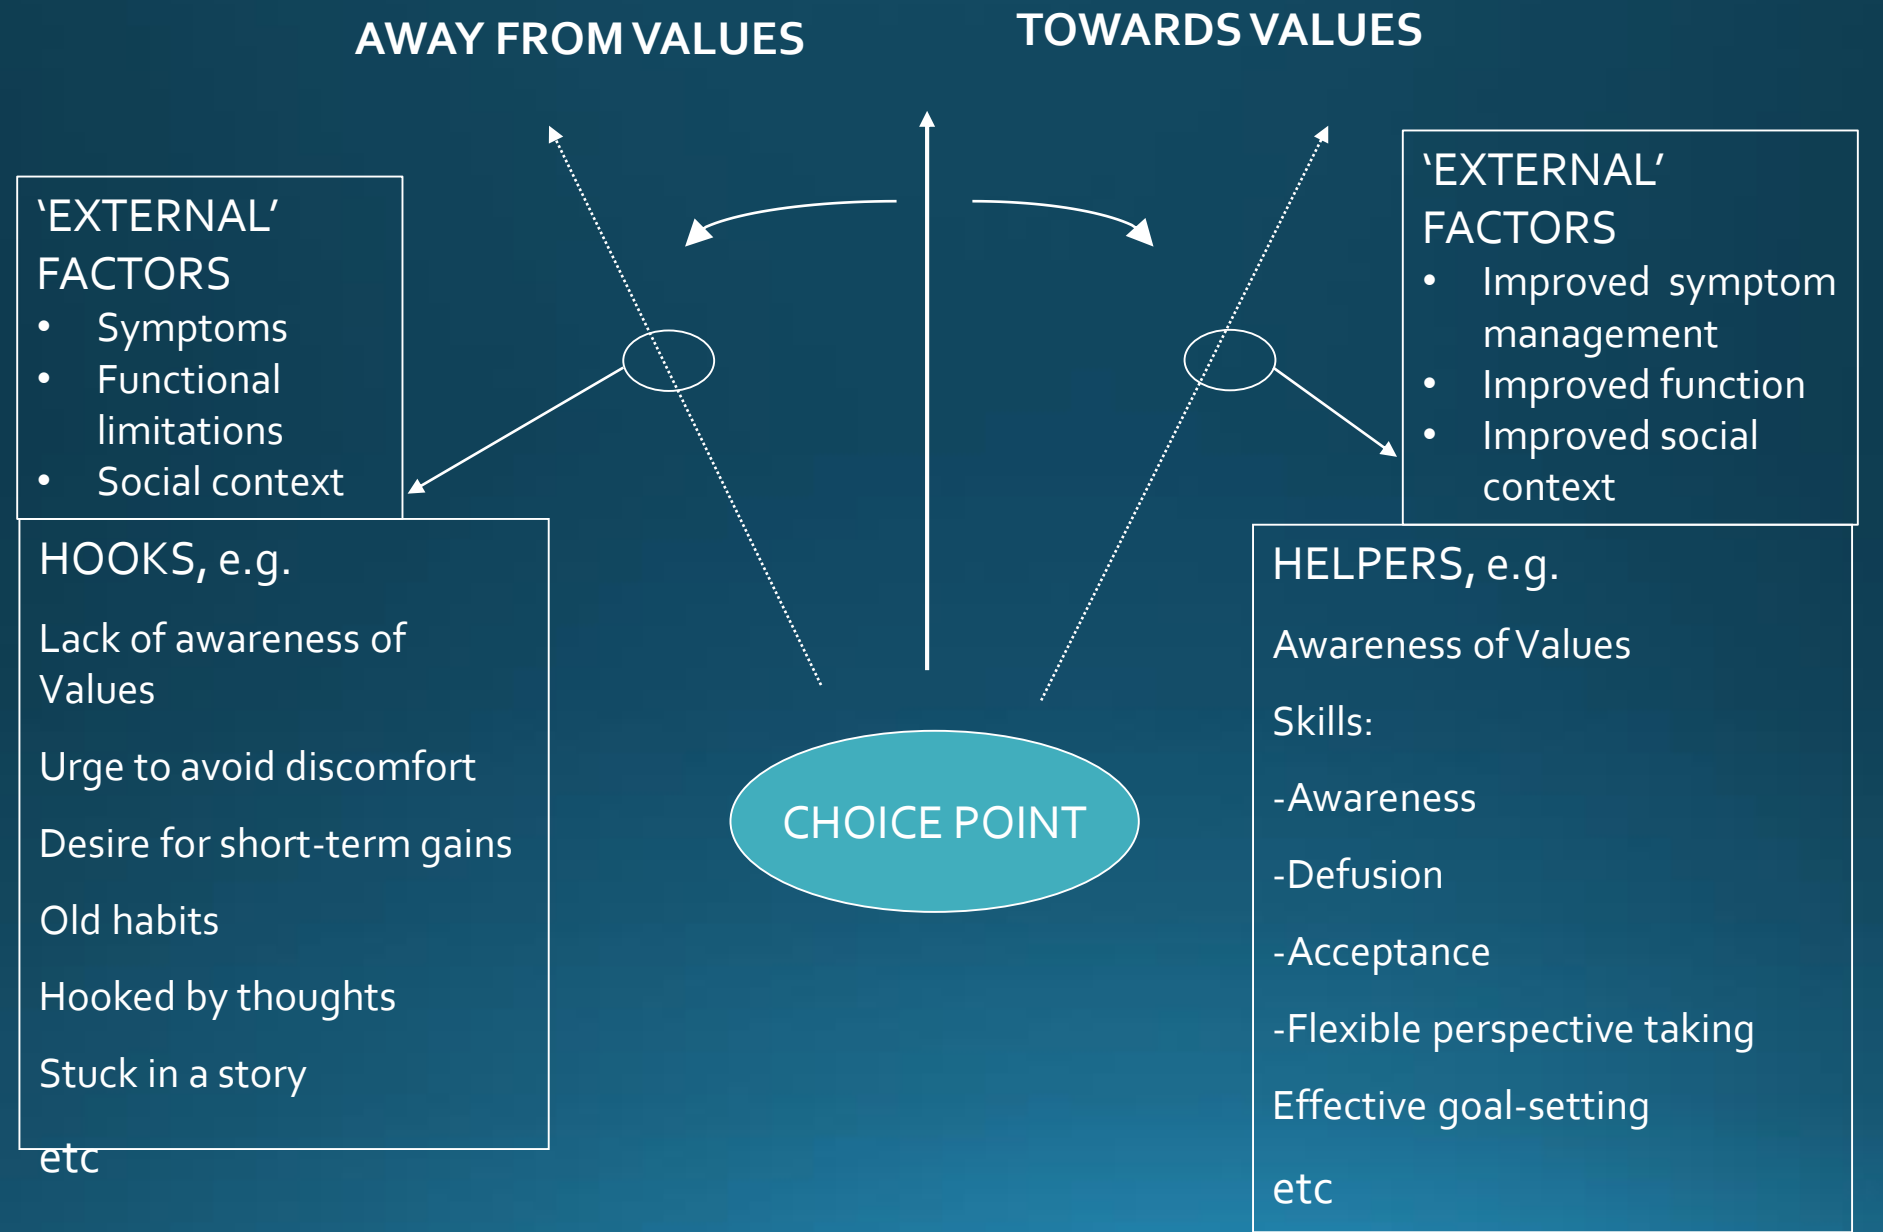 AWAY FROM VALUES
TOWARDS VALUES
‘EXTERNAL’
FACTORS
• Symptoms
• Functional
limitations
• Social context
HOOKS, e.g.
Lack of awareness of
Values
Urge to avoid discomfort
Desire for short-term gains
Old habits
Hooked by thoughts
Stuck in a story
etc
CHOICE POINT
‘EXTERNAL’
FACTORS
• Improved symptom
management
• Improved function
• Improved social
context
HELPERS, e.g.
Awareness of Values
Skills:
-Awareness
-Defusion
-Acceptance
-Flexible perspective taking
Effective goal-setting
etc